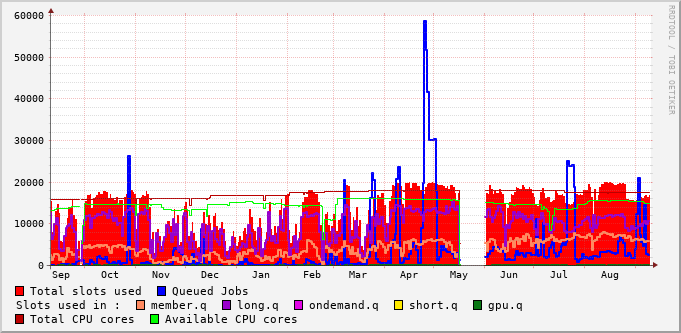 60000
50000
40000
30000
20000
10000
0
Sep Oct Nov Dec Jan Feb Mar Apr May Jun Jul Aug
RRDTOOL / TOBI OETIKER
Total slots used Queued Jobs
Slots used in : member.q long.q ondemand.q short.q gpu.q
Total CPU cores Available CPU cores